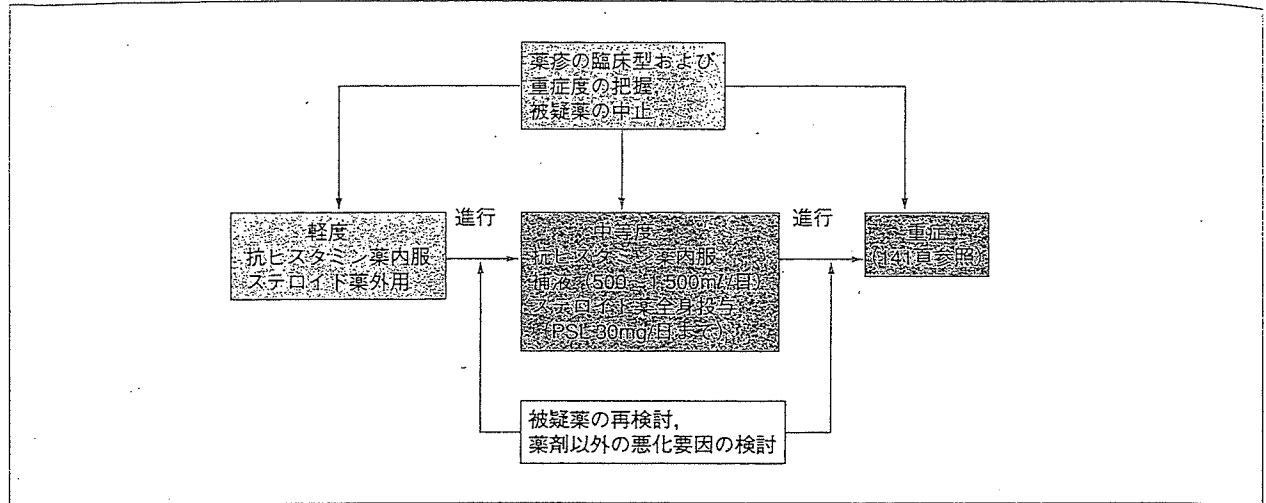 薬疹の臨床型および
重症度の把握,
被疑薬の中止
軽度
抗ヒスタミン薬内服
ステロイド薬外用
進行
中等度
抗ヒスタミン薬内服
補液（500～1,500ml/日）
ステロイド薬全身投与
（PSL 30mg/日まで）
進行
重症
（141頁参照）
被疑薬の再検討,
薬剤以外の悪化要因の検討